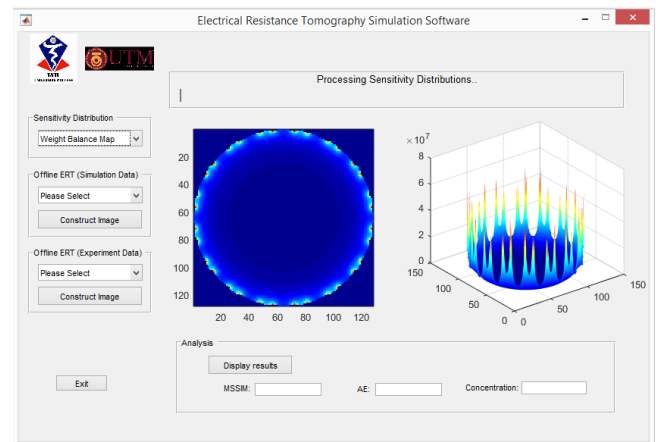 Electrical Resistance Tomography Simulation Software
TATI
UTM
Processing Sensitivity Distributions..
Sensitivity Distribution
Weight Balance Map
Offline ERT (Simulation Data)
Please Select
Construct Image
Offline ERT (Experiment Data)
Please Select
Construct Image
Exit
20
40
60
80
100
120
20 40 60 80 100 120
×10^7
8
6
4
2
0
150
100
50
0
0
50
100
150
Analysis
Display results
MSSIM:
AE:
Concentration: